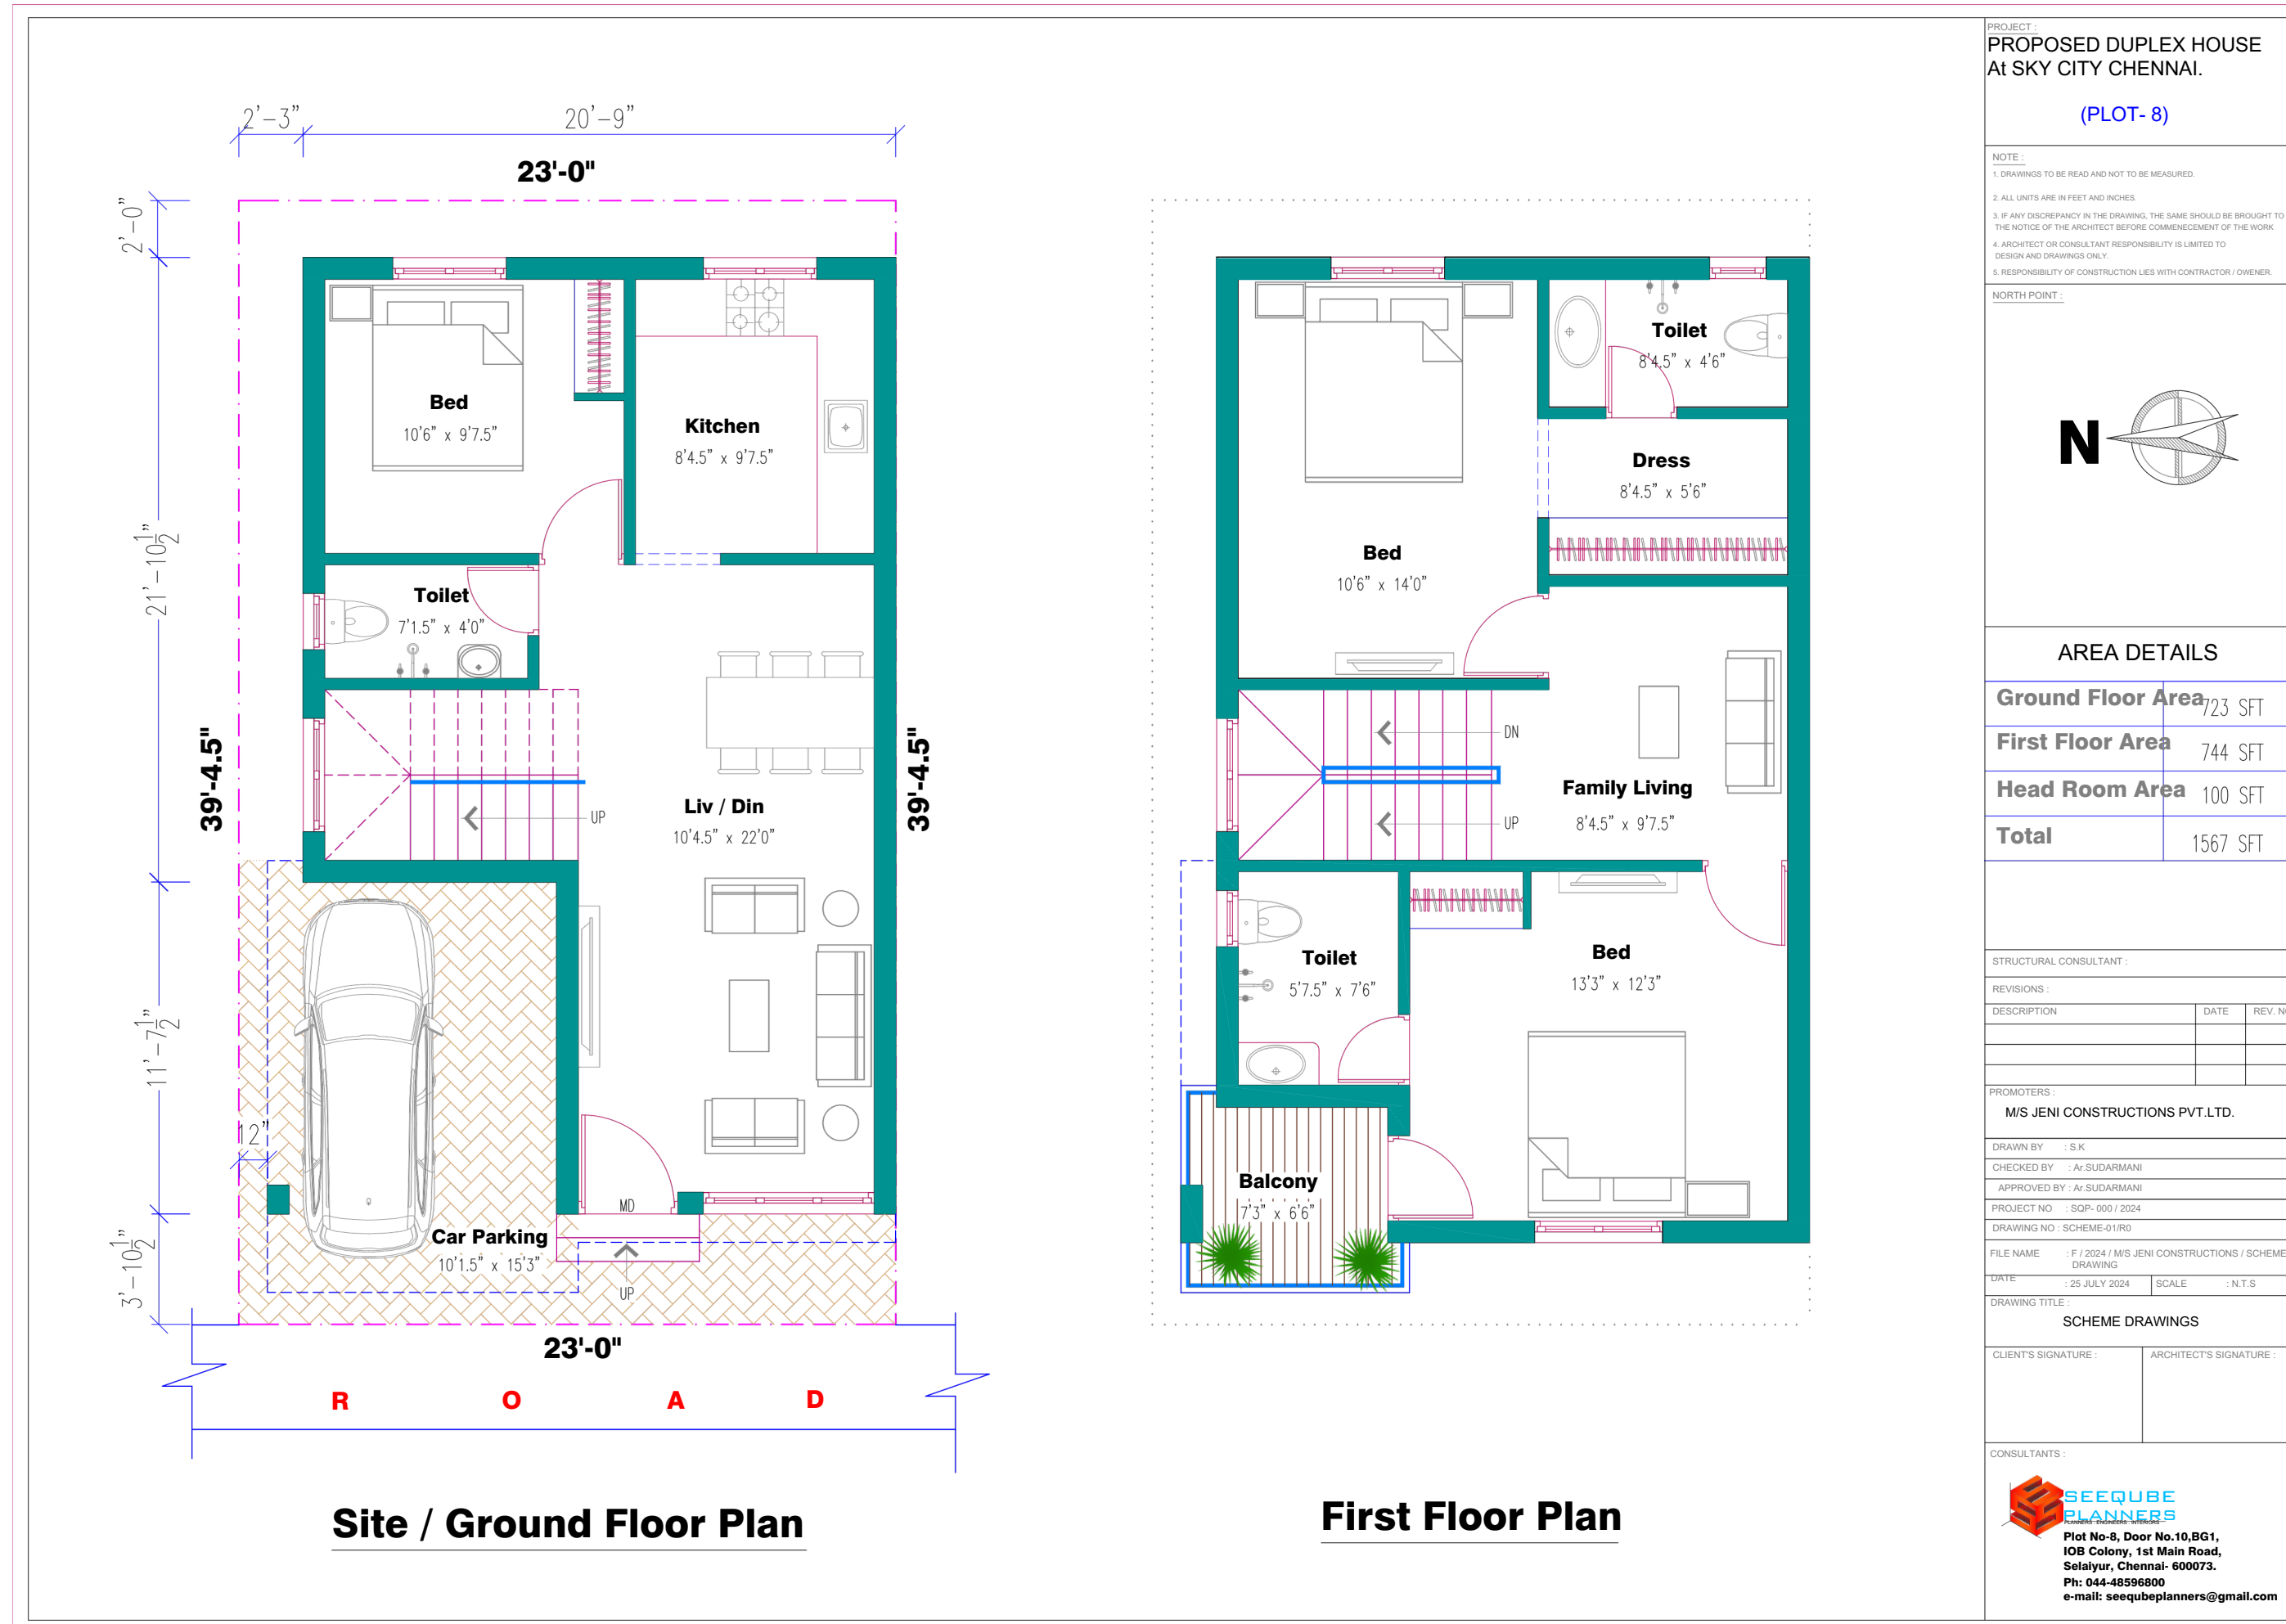 2'-3" 20'-9"
23'-0"
2'-0"
21'-10 1/2"
11'-7 1/2"
3'-10 1/2"
39'-4.5"
39'-4.5"
12"
Bed
10'6" x 9'7.5"
Kitchen
8'4.5" x 9'7.5"
Toilet
7'1.5" x 4'0"
UP
Liv / Din
10'4.5" x 22'0"
MD
Car Parking
10'1.5" x 15'3"
UP
23'-0"
R O A D
Site / Ground Floor Plan
Toilet
8'4.5" x 4'6"
Dress
8'4.5" x 5'6"
Bed
10'6" x 14'0"
DN
Family Living
8'4.5" x 9'7.5"
UP
Toilet
5'7.5" x 7'6"
Bed
13'3" x 12'3"
Balcony
7'3" x 6'6"
First Floor Plan
PROJECT :
PROPOSED DUPLEX HOUSE
At SKY CITY CHENNAI.
(PLOT- 8)
NOTE :
1. DRAWINGS TO BE READ AND NOT TO BE MEASURED.
2. ALL UNITS ARE IN FEET AND INCHES.
3. IF ANY DISCREPANCY IN THE DRAWING, THE SAME SHOULD BE BROUGHT TO
THE NOTICE OF THE ARCHITECT BEFORE COMMENECEMENT OF THE WORK
4. ARCHITECT OR CONSULTANT RESPONSIBILITY IS LIMITED TO
DESIGN AND DRAWINGS ONLY.
5. RESPONSIBILITY OF CONSTRUCTION LIES WITH CONTRACTOR / OWENER.
NORTH POINT :
N
AREA DETAILS
Ground Floor Area 723 SFT
First Floor Area 744 SFT
Head Room Area 100 SFT
Total 1567 SFT
STRUCTURAL CONSULTANT :
REVISIONS :
DESCRIPTION DATE REV.
PROMOTERS :
M/S JENI CONSTRUCTIONS PVT.LTD.
DRAWN BY : S.K
CHECKED BY : Ar.SUDARMANI
APPROVED BY : Ar.SUDARMANI
PROJECT NO : SQP- 000 / 2024
DRAWING NO : SCHEME-01/R0
FILE NAME : F / 2024 / M/S JENI CONSTRUCTIONS / SCHEME
DRAWING
DATE : 25 JULY 2024 SCALE : N.T.S
DRAWING TITLE :
SCHEME DRAWINGS
CLIENT'S SIGNATURE : ARCHITECT'S SIGNATURE :
CONSULTANTS :
SEEQUBE
PLANNERS
PLANNERS ENGINEERS INTERIORS
Plot No-8, Door No.10,BG1,
IOB Colony, 1st Main Road,
Selaiyur, Chennai- 600073.
Ph: 044-48596800
e-mail: seequbeplanners@gmail.com